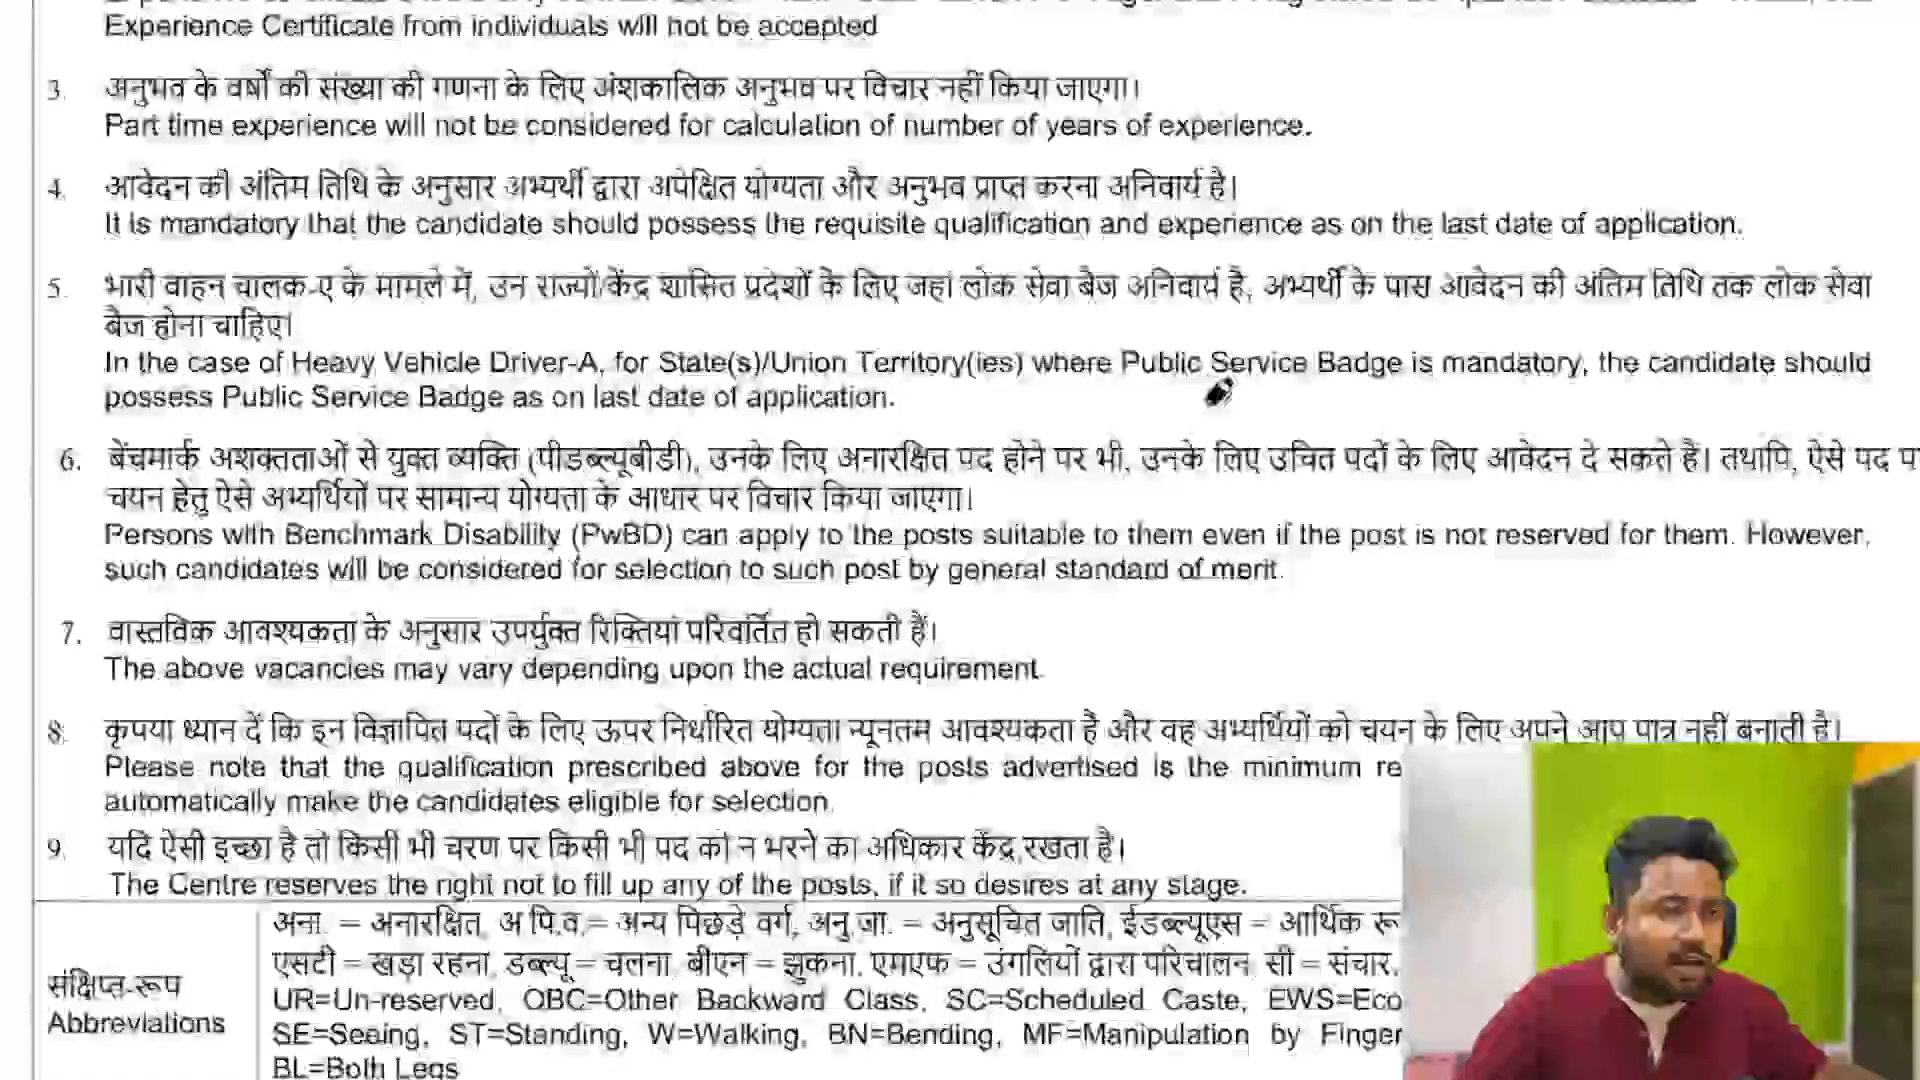 Experience Certificate from individuals will not be accepted
3. अनुभव के वर्षों की संख्या की गणना के लिए अंशकालिक अनुभव पर विचार नहीं किया जाएगा।
Part time experience will not be considered for calculation of number of years of experience.
4. आवेदन की अंतिम तिथि के अनुसार अभ्यर्थी द्वारा अपेक्षित योग्यता और अनुभव प्राप्त करना अनिवार्य है।
It is mandatory that the candidate should possess the requisite qualification and experience as on the last date of application.
5. भारी वाहन चालक-ए के मामले में, उन राज्यों/केंद्र शासित प्रदेशों के लिए जहां लोक सेवा बैज अनिवार्य है, अभ्यर्थी के पास आवेदन की अंतिम तिथि तक लोक सेवा
बैज होना चाहिए।
In the case of Heavy Vehicle Driver-A, for State(s)/Union Territory(ies) where Public Service Badge is mandatory, the candidate should
possess Public Service Badge as on last date of application.
6. बेंचमार्क अशक्तताओं से युक्त व्यक्ति (पीडब्ल्यूबीडी), उनके लिए अनारक्षित पद होने पर भी, उनके लिए उचित पदों के लिए आवेदन दे सकते हैं। तथापि, ऐसे पद
चयन हेतु ऐसे अभ्यर्थियों पर सामान्य योग्यता के आधार पर विचार किया जाएगा।
Persons with Benchmark Disability (PwBD) can apply to the posts suitable to them even if the post is not reserved for them. However,
such candidates will be considered for selection to such post by general standard of merit.
7. वास्तविक आवश्यकता के अनुसार उपर्युक्त रिक्तियां परिवर्तित हो सकती हैं।
The above vacancies may vary depending upon the actual requirement.
8. कृपया ध्यान दें कि इन विज्ञापित पदों के लिए ऊपर निर्धारित योग्यता न्यूनतम आवश्यकता है और वह अभ्यर्थियों को चयन के लिए अपने आप पात्र नहीं बनाती है।
Please note that the qualification prescribed above for the posts advertised is the minimum re
automatically make the candidates eligible for selection.
9. यदि ऐसी इच्छा है तो किसी भी चरण पर किसी भी पद को न भरने का अधिकार केंद्र रखता है।
The Centre reserves the right not to fill up any of the posts, if it so desires at any stage.
संक्षिप्त-रूप
Abbreviations
अना. = अनारक्षित, अ.पि.व.= अन्य पिछड़े वर्ग, अनु.जा. = अनुसूचित जाति, ईडब्ल्यूएस = आर्थिक रू
एसटी = खड़ा रहना, डब्ल्यू = चलना, बीएन = झुकना, एमएफ = उंगलियों द्वारा परिचालन, सी = संचार,
UR=Un-reserved, OBC=Other Backward Class, SC=Scheduled Caste, EWS=Eco
SE=Seeing, ST=Standing, W=Walking, BN=Bending, MF=Manipulation by Finger
BL=Both Legs